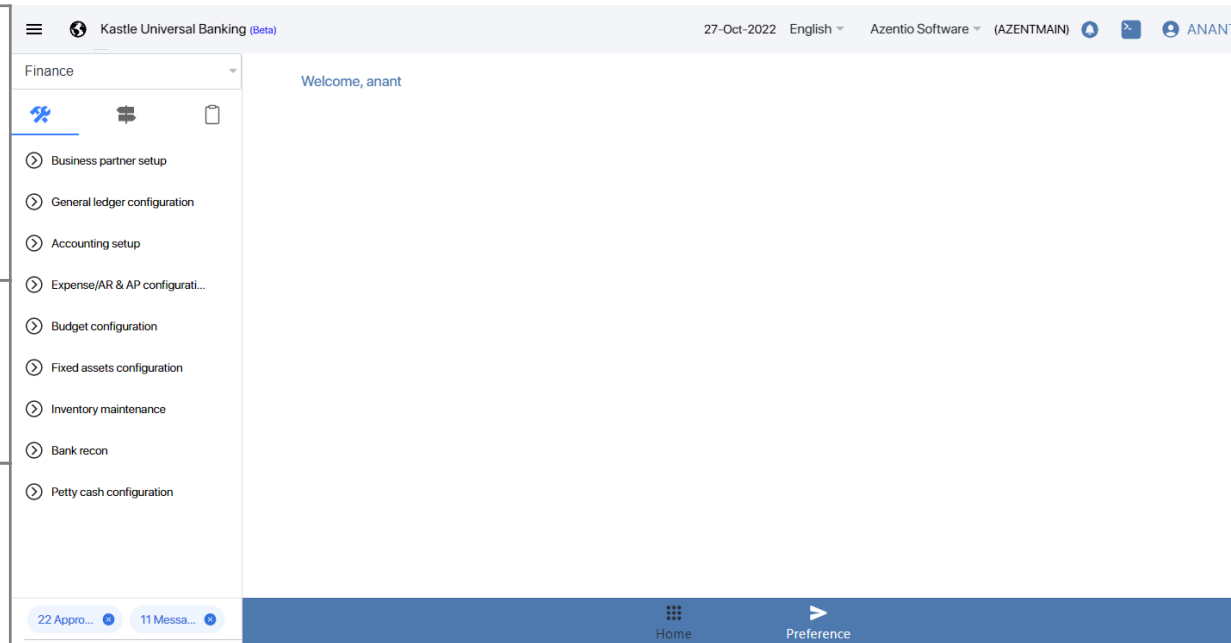 Kastle Universal Banking (Beta) 27-Oct-2022 English Azentio Software (AZENTMAIN) ANANT
Finance
Welcome, anant
Business partner setup
General ledger configuration
Accounting setup
Expense/AR & AP configurati...
Budget configuration
Fixed assets configuration
Inventory maintenance
Bank recon
Petty cash configuration
22 Appro... 11 Messa...
Home Preference